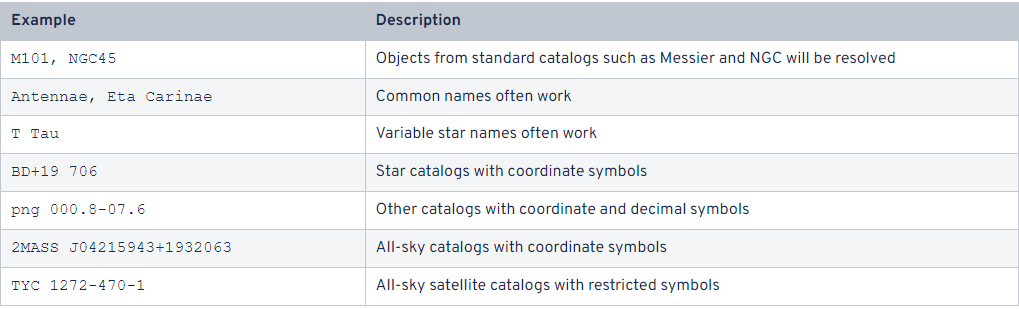 Example Description
M101, NGC45 Objects from standard catalogs such as Messier and NGC will be resolved
Antennae, Eta Carinae Common names often work
T Tau Variable star names often work
BD+19 706 Star catalogs with coordinate symbols
png 000.8-07.6 Other catalogs with coordinate and decimal symbols
2MASS J04215943+1932063 All-sky catalogs with coordinate symbols
TYC 1272-470-1 All-sky satellite catalogs with restricted symbols